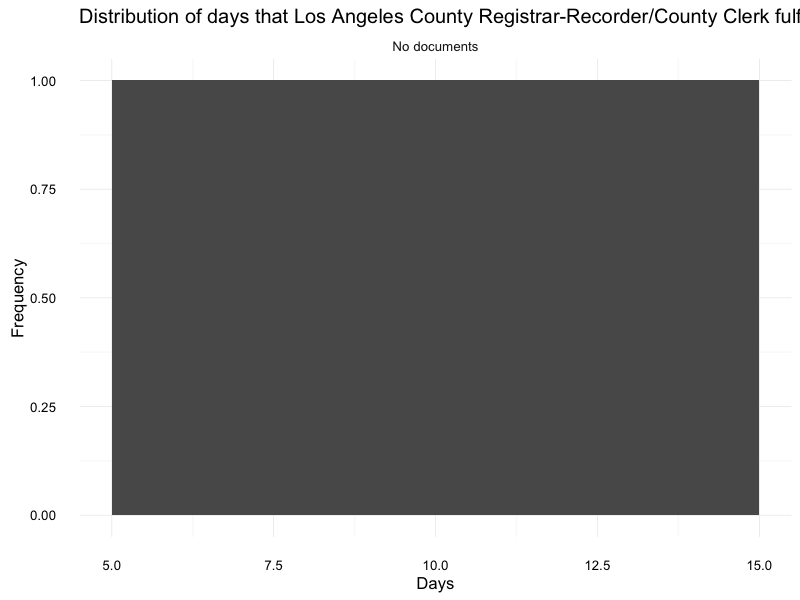 Distribution of days that Los Angeles County Registrar-Recorder/County Clerk fulf
No documents
1.00
0.75
0.50
0.25
0.00
Frequency
5.0 7.5 10.0 12.5 15.0
Days